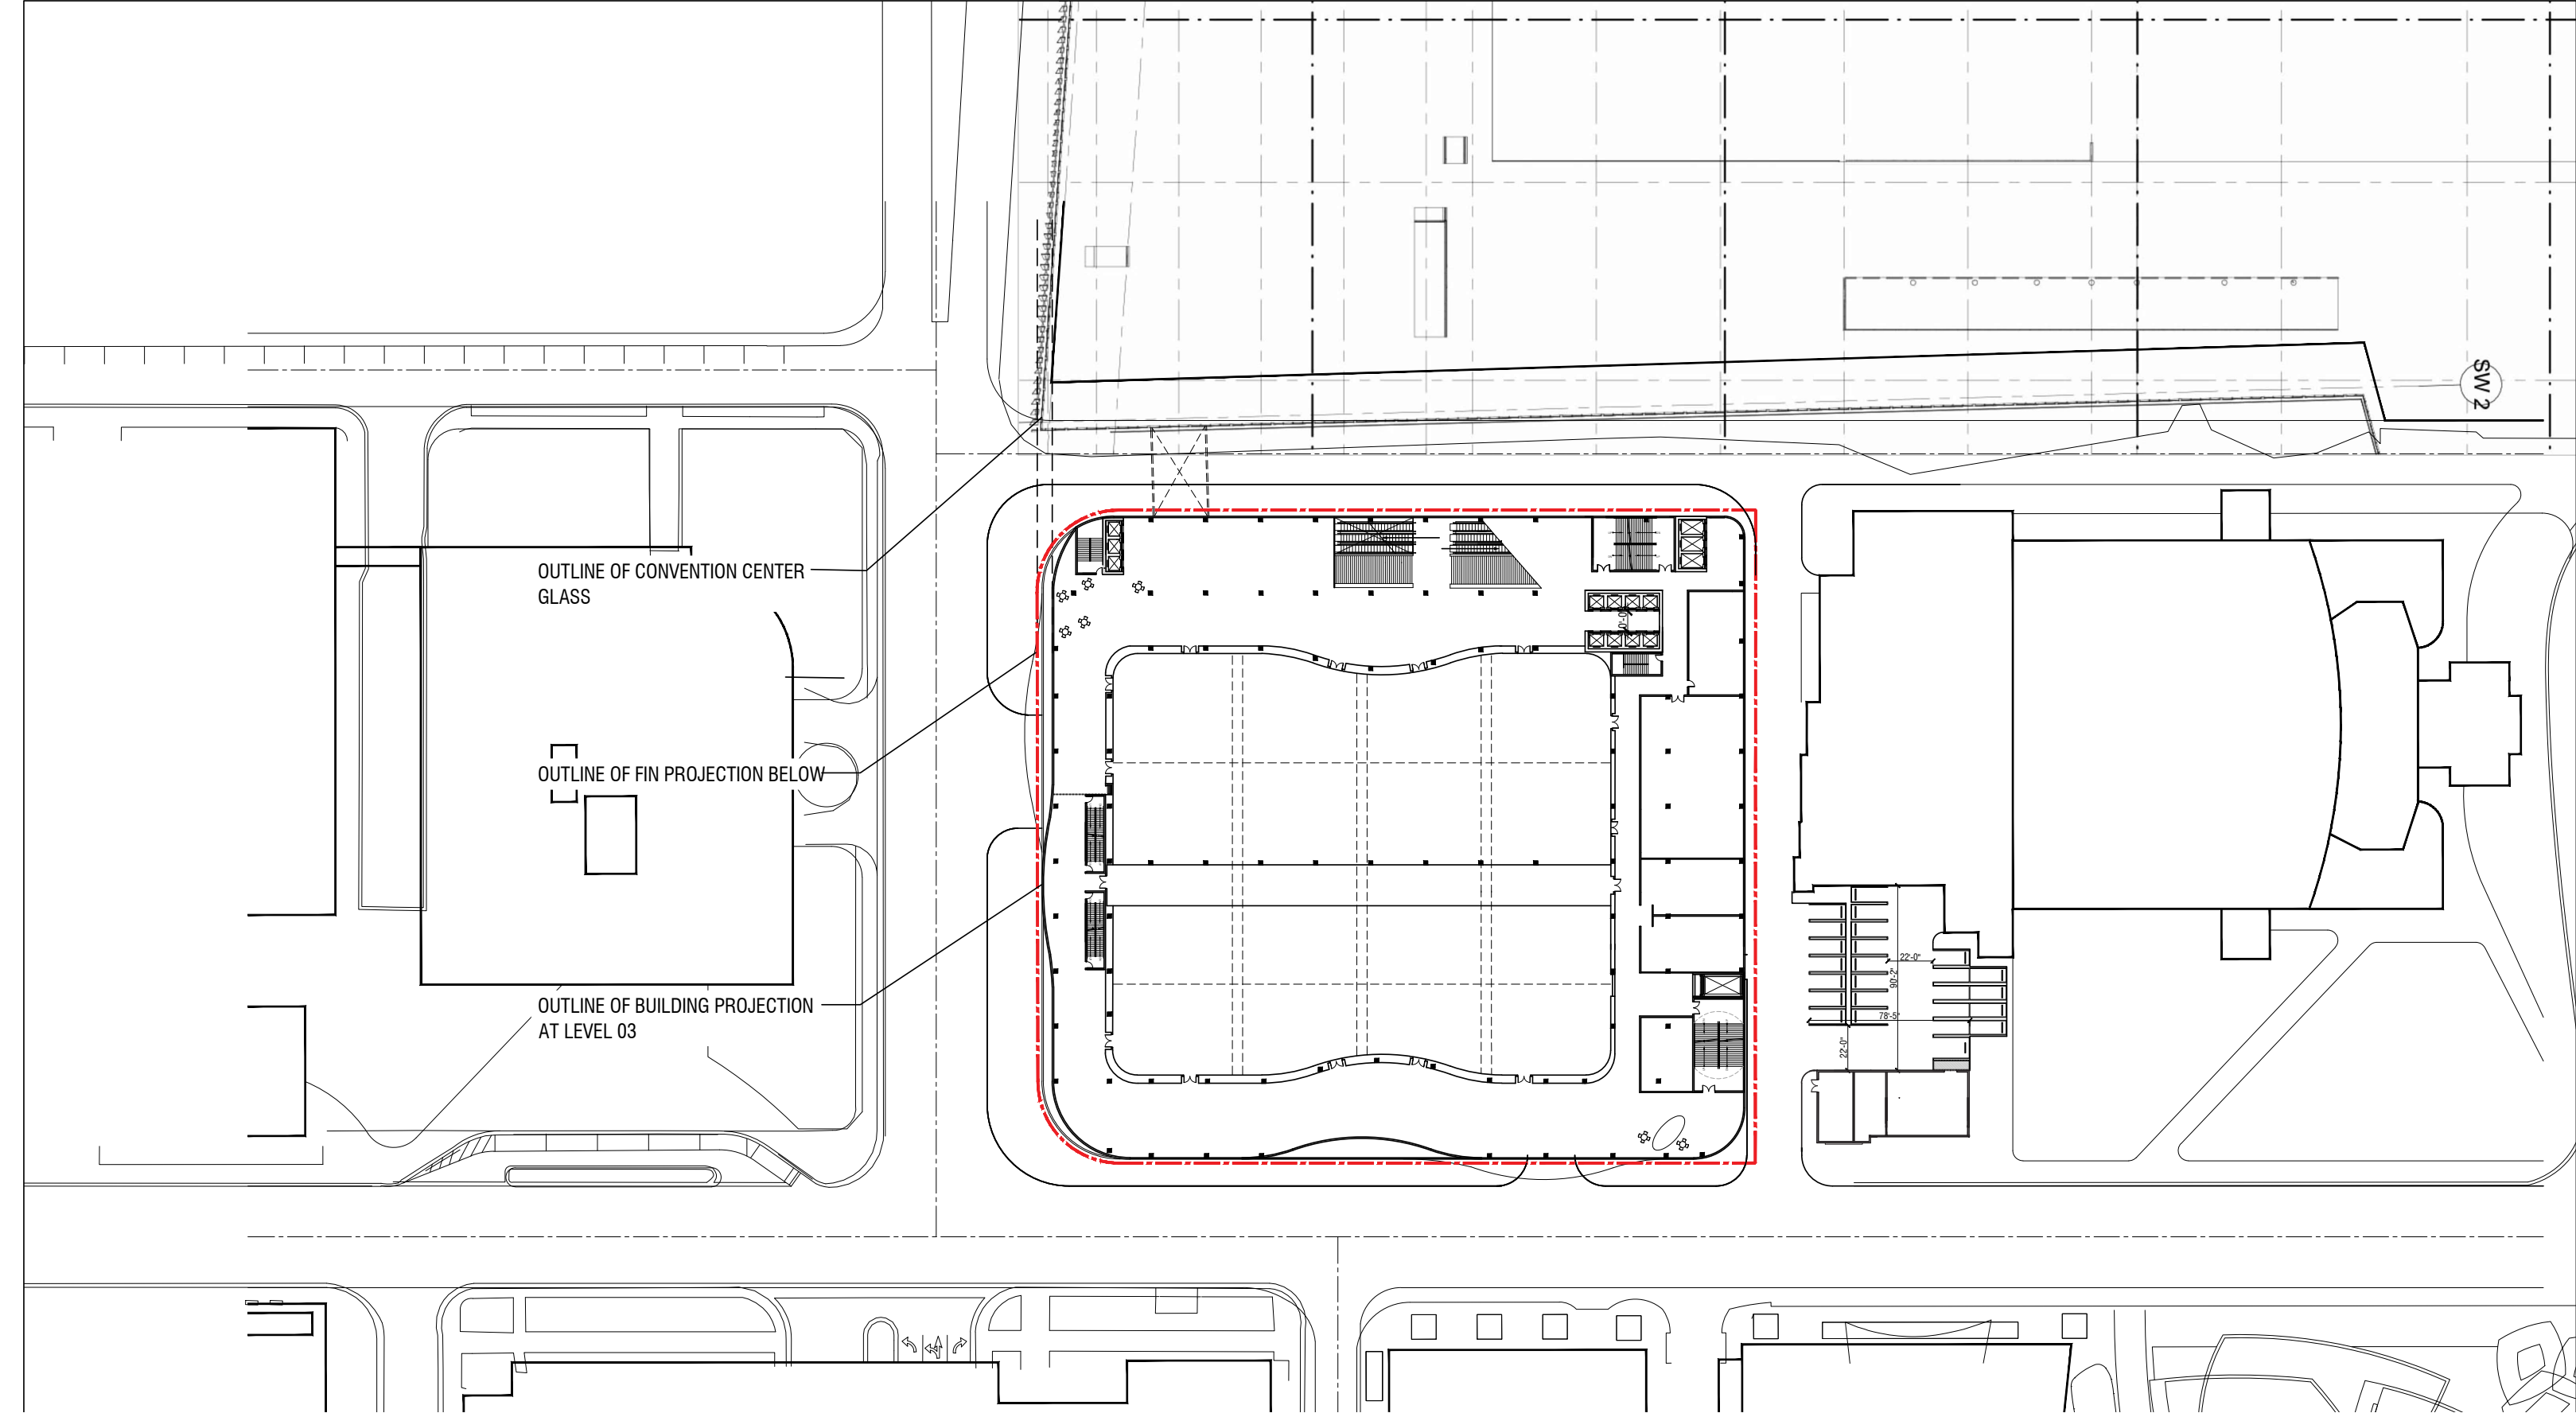 SW 2
OUTLINE OF CONVENTION CENTER
GLASS
OUTLINE OF FIN PROJECTION BELOW
OUTLINE OF BUILDING PROJECTION
AT LEVEL 03
22'-0"
90'-2"
78'-5"
22'-0"